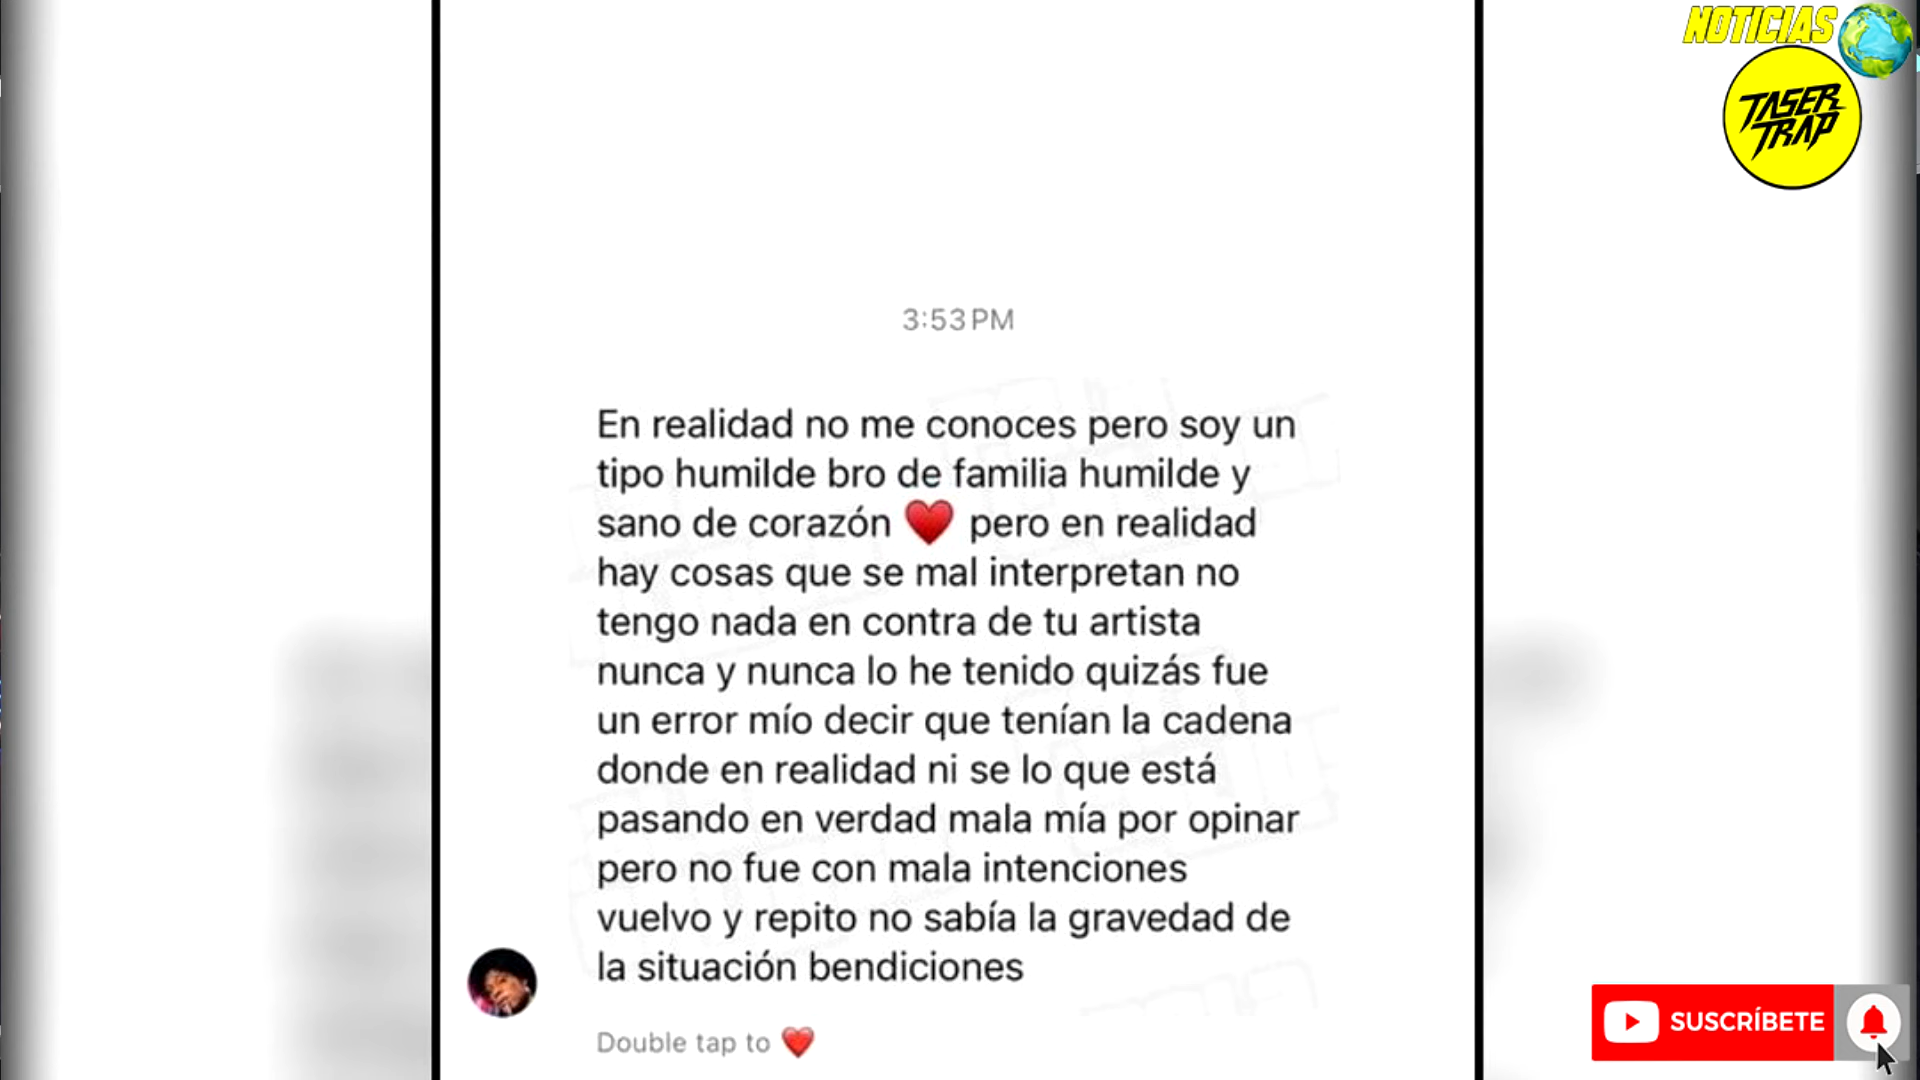 NOTICIAS
TASER
TRAP
3:53 PM
En realidad no me conoces pero soy un
tipo humilde bro de familia humilde y
sano de corazón ❤️ pero en realidad
hay cosas que se mal interpretan no
tengo nada en contra de tu artista
nunca y nunca lo he tenido quizás fue
un error mío decir que tenían la cadena
donde en realidad ni se lo que está
pasando en verdad mala mía por opinar
pero no fue con mala intenciones
vuelvo y repito no sabía la gravedad de
la situación bendiciones
Double tap to ❤️
SUSCRÍBETE